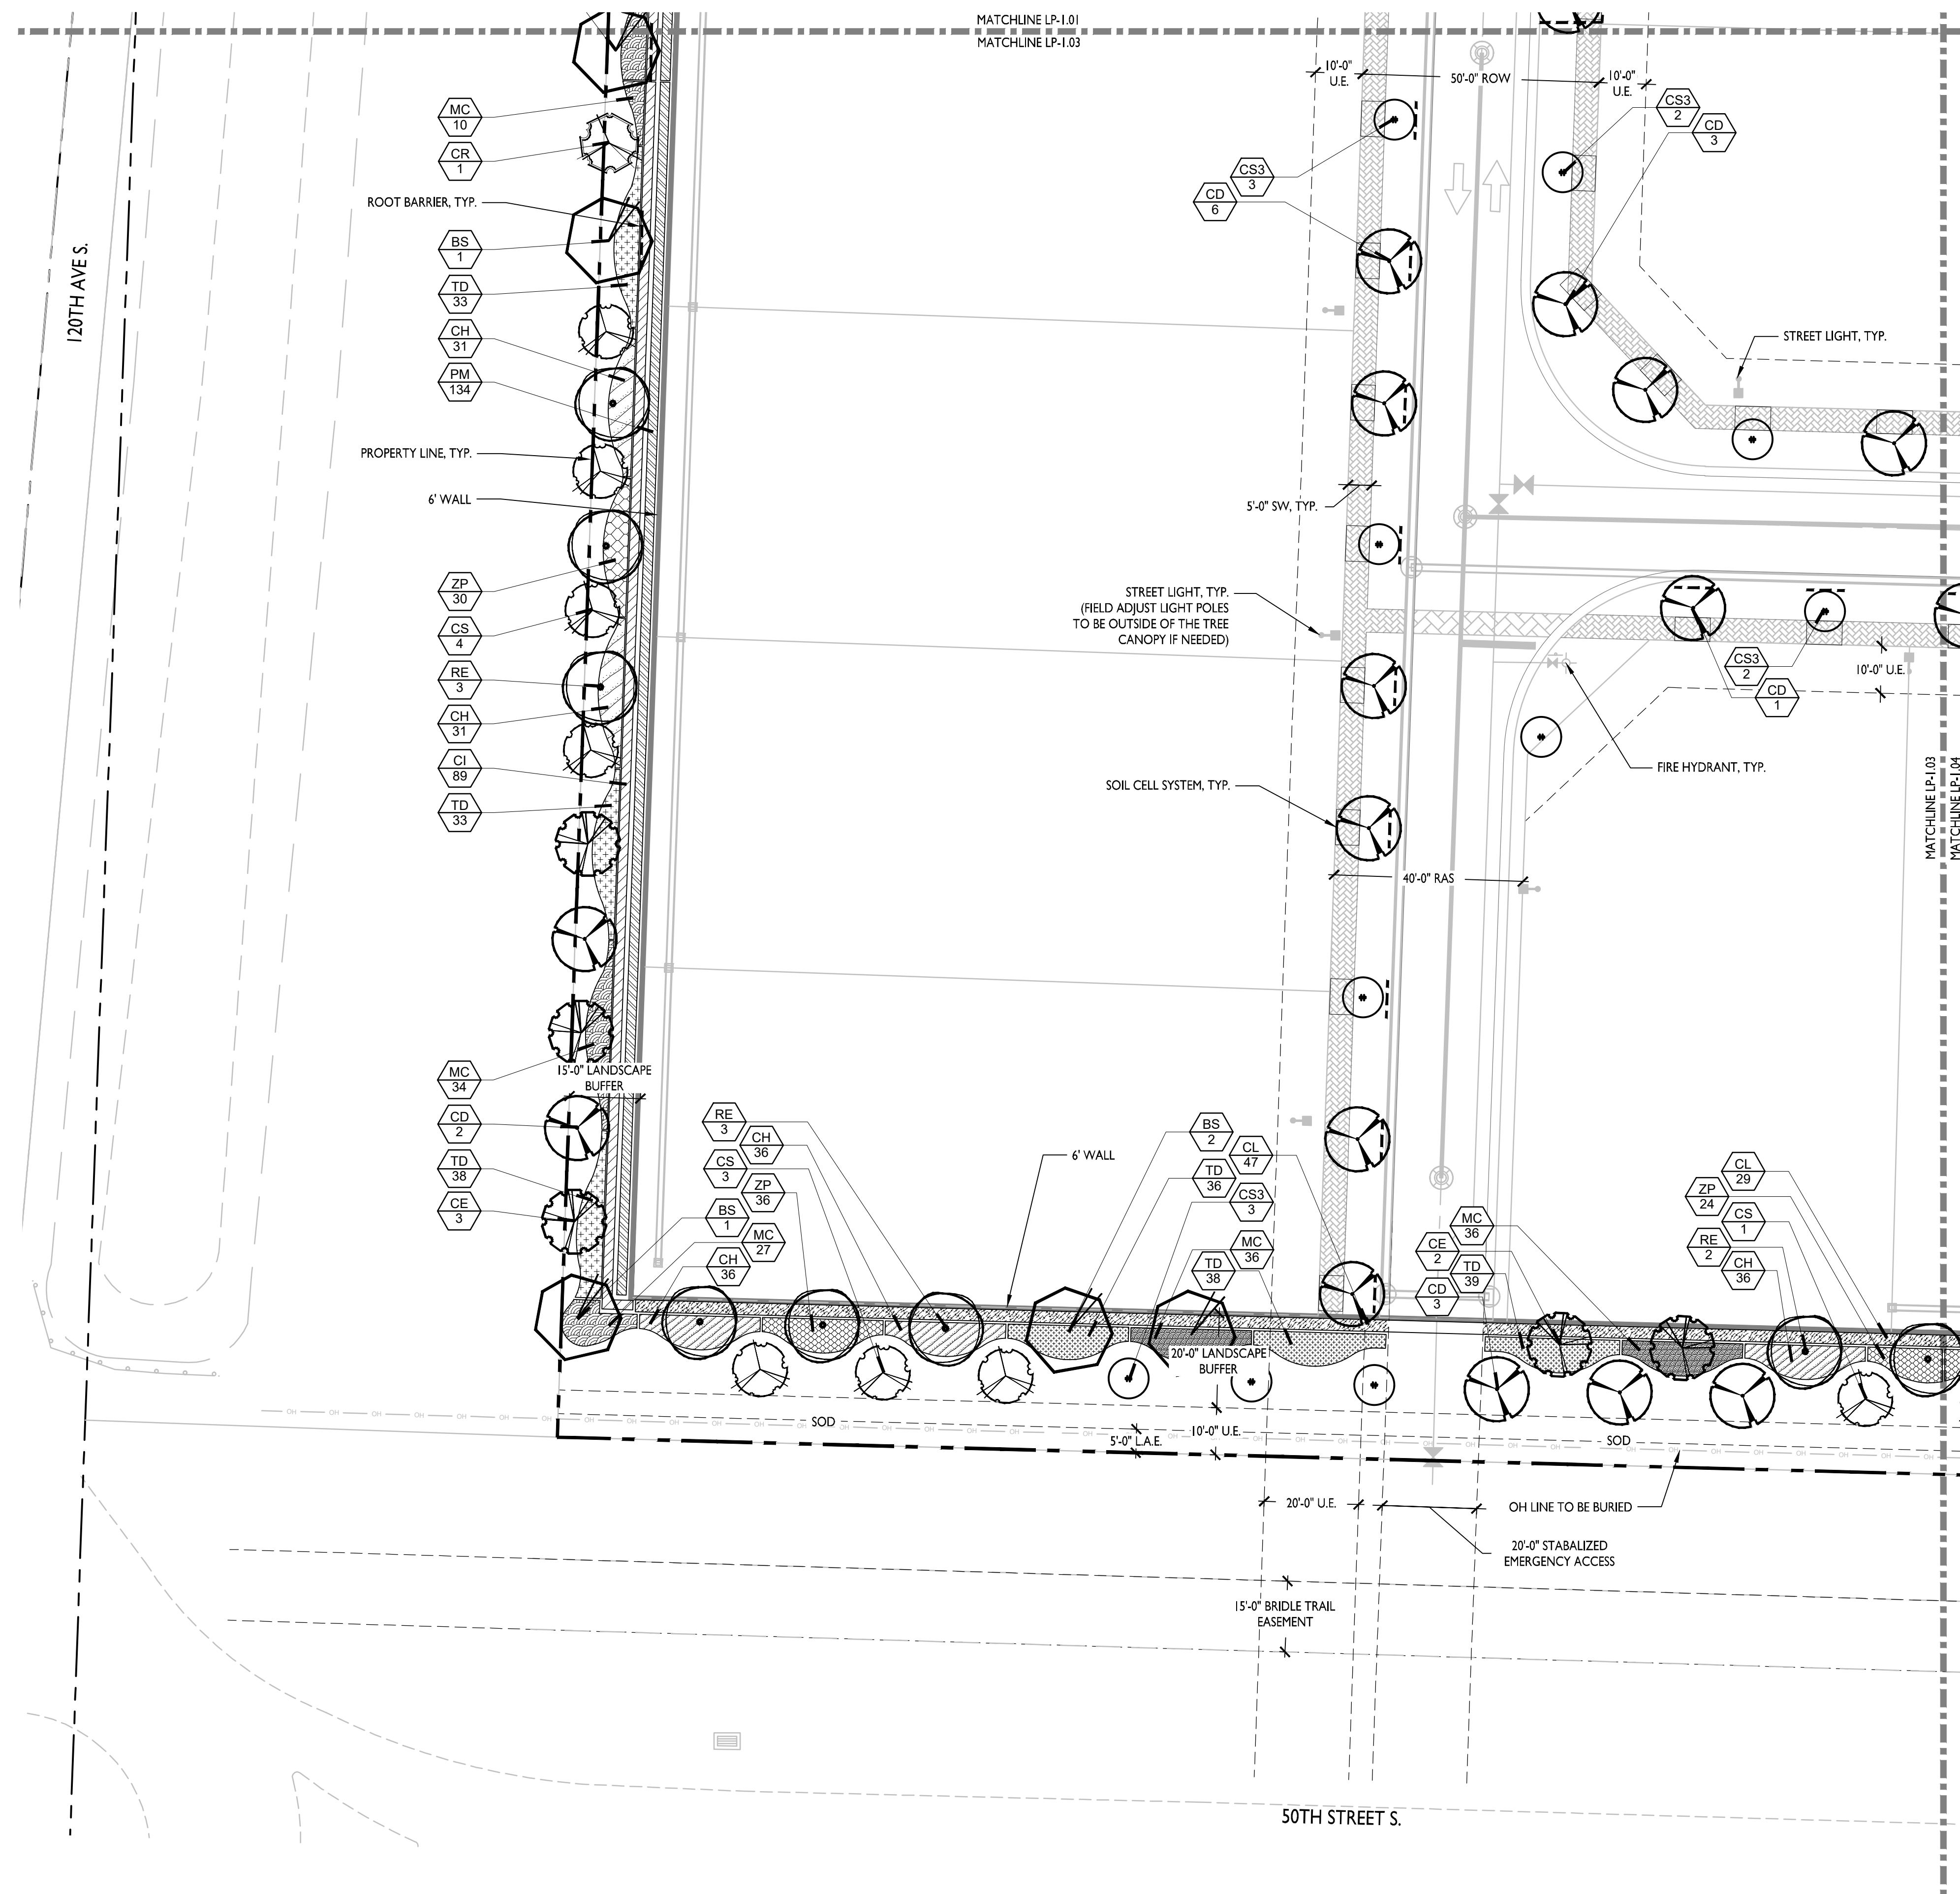 MATCHLINE LP-1.01
MATCHLINE LP-1.03
10'-0"
U.E.
50'-0" ROW
10'-0"
U.E.
CS3
2
CD
3
MC
10
CR
1
ROOT BARRIER, TYP.
BS
1
TD
33
CH
31
PM
134
PROPERTY LINE, TYP.
6' WALL
ZP
30
CS
4
RE
3
CH
31
CI
89
TD
33
MC
34
CD
2
TD
38
CE
3
120TH AVE S.
CS3
3
CD
6
STREET LIGHT, TYP.
5'-0" SW, TYP.
STREET LIGHT, TYP.
(FIELD ADJUST LIGHT POLES
TO BE OUTSIDE OF THE TREE
CANOPY IF NEEDED)
CS3
2
CD
1
10'-0" U.E.
FIRE HYDRANT, TYP.
SOIL CELL SYSTEM, TYP.
40'-0" RAS
MATCHLINE LP-1.03
MATCHLINE LP-1.04
15'-0" LANDSCAPE
BUFFER
RE
3
CH
36
CS
3
ZP
36
BS
1
MC
27
CH
36
6' WALL
BS
2
CL
47
TD
36
CS3
3
MC
36
TD
38
MC
36
CE
2
TD
39
CD
3
CL
29
ZP
24
CS
1
RE
2
CH
36
20'-0" LANDSCAPE
BUFFER
SOD
5'-0" L.A.E.
10'-0" U.E.
SOD
20'-0" U.E.
OH LINE TO BE BURIED
20'-0" STABALIZED
EMERGENCY ACCESS
15'-0" BRIDLE TRAIL
EASEMENT
50TH STREET S.